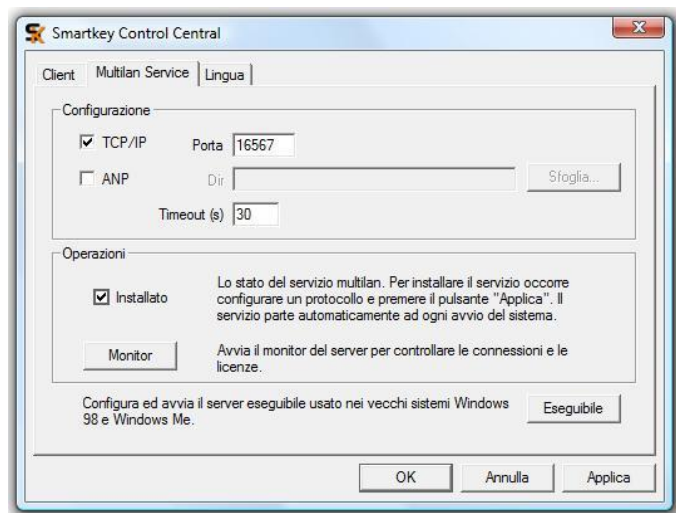 Smartkey Control Central
Client Multilan Service Lingua
Configurazione
TCP/IP Porta 16567
ANP Dir Sfoglia...
Timeout (s) 30
Operazioni
Installato
Lo stato del servizio multilan. Per installare il servizio occorre
configurare un protocollo e premere il pulsante "Applica". Il
servizio parte automaticamente ad ogni avvio del sistema.
Monitor
Avvia il monitor del server per controllare le connessioni e le
licenze.
Configura ed avvia il server eseguibile usato nei vecchi sistemi Windows
98 e Windows Me.
Eseguibile
OK Annulla Applica